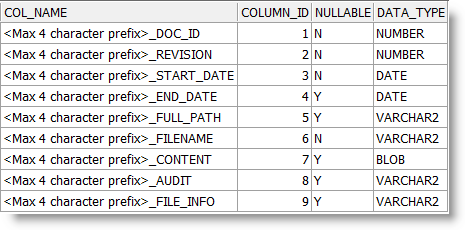 COL_NAME COLUMN_ID NULLABLE DATA_TYPE
<Max 4 character prefix>_DOC_ID 1 N NUMBER
<Max 4 character prefix>_REVISION 2 N NUMBER
<Max 4 character prefix>_START_DATE 3 N DATE
<Max 4 character prefix>_END_DATE 4 Y DATE
<Max 4 character prefix>_FULL_PATH 5 Y VARCHAR2
<Max 4 character prefix>_FILENAME 6 N VARCHAR2
<Max 4 character prefix>_CONTENT 7 Y BLOB
<Max 4 character prefix>_AUDIT 8 Y VARCHAR2
<Max 4 character prefix>_FILE_INFO 9 Y VARCHAR2